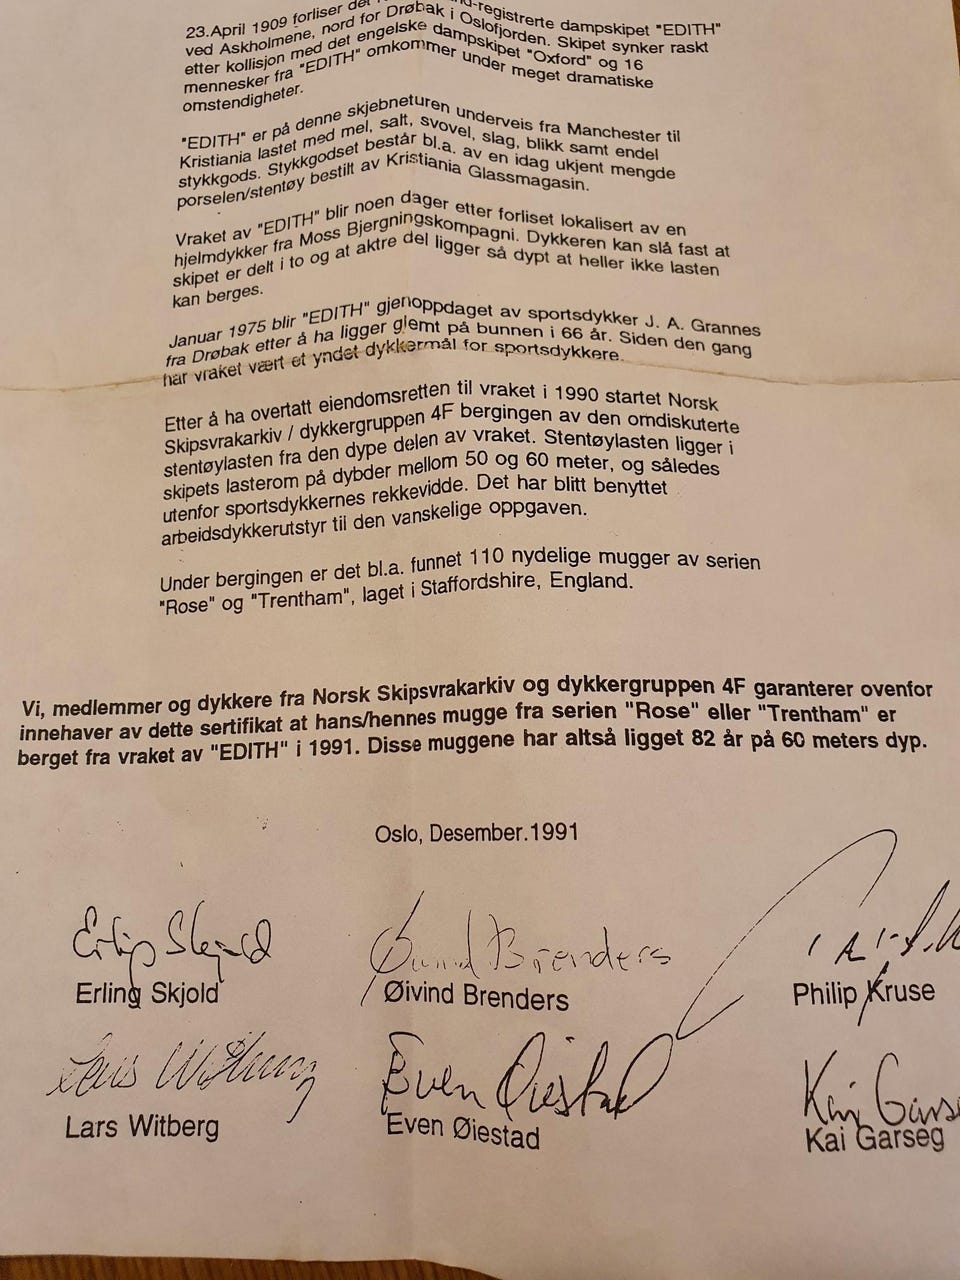 23.April 1909 forliser det -registrerte dampskipet "EDITH"
ved Askholmene, nord for Drøbak i Oslofjorden. Skipet synker raskt
etter kollisjon med det engelske dampskipet "Oxford" og 16
mennesker fra "EDITH" omkommer under meget dramatiske
omstendigheter.
"EDITH" er på denne skjebneturen underveis fra Manchester til
Kristiania lastet med mel, salt, svovel, slag, blikk samt endel
stykkgods. Stykkgodset består bl.a. av en idag ukjent mengde
porselen/stentøy bestilt av Kristiania Glassmagasin.
Vraket av "EDITH" blir noen dager etter forliset lokalisert av en
hjelmdykker fra Moss Bjergningskompagni. Dykkeren kan slå fast at
skipet er delt i to og at aktre del ligger så dypt at heller ikke lasten
kan berges.
Januar 1975 blir "EDITH" gjenoppdaget av sportsdykker J. A. Grannes
fra Drøbak etter å ha ligger glemt på bunnen i 66 år. Siden den gang
har vraket vært et yndet dykkermål for sportsdykkere.
Etter å ha overtatt eiendomsretten til vraket i 1990 startet Norsk
Skipsvrakarkiv / dykkergruppen 4F bergingen av den omdiskuterte
stentøylasten fra den dype delen av vraket. Stentøylasten ligger i
skipets lasterom på dybder mellom 50 og 60 meter, og således
utenfor sportsdykkernes rekkevidde. Det har blitt benyttet
arbeidsdykkerutstyr til den vanskelige oppgaven.
Under bergingen er det bl.a. funnet 110 nydelige mugger av serien
"Rose" og "Trentham", laget i Staffordshire, England.
Vi, medlemmer og dykkere fra Norsk Skipsvrakarkiv og dykkergruppen 4F garanterer ovenfor
innehaver av dette sertifikat at hans/hennes mugge fra serien "Rose" eller "Trentham" er
berget fra vraket av "EDITH" i 1991. Disse muggene har altså ligget 82 år på 60 meters dyp.
Oslo, Desember.1991
Erling Skjold Øivind Brenders
Erling Skjold Øivind Brenders Philip Kruse
Lars Witberg Even Øiestad Kai Garseg
Lars Witberg Even Øiestad Kai Garseg